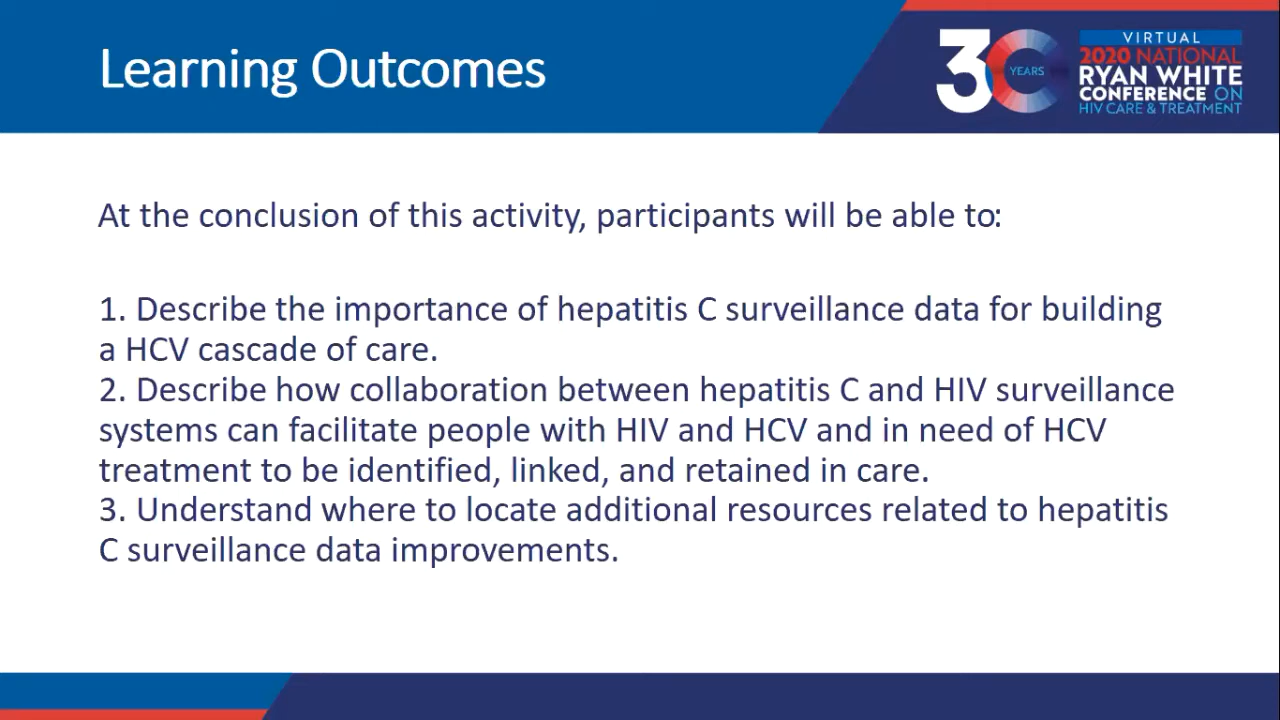 Learning Outcomes
30
YEARS
VIRTUAL
2020 NATIONAL
RYAN WHITE
CONFERENCE ON
HIV CARE & TREATMENT
At the conclusion of this activity, participants will be able to:
1. Describe the importance of hepatitis C surveillance data for building
a HCV cascade of care.
2. Describe how collaboration between hepatitis C and HIV surveillance
systems can facilitate people with HIV and HCV and in need of HCV
treatment to be identified, linked, and retained in care.
3. Understand where to locate additional resources related to hepatitis
C surveillance data improvements.